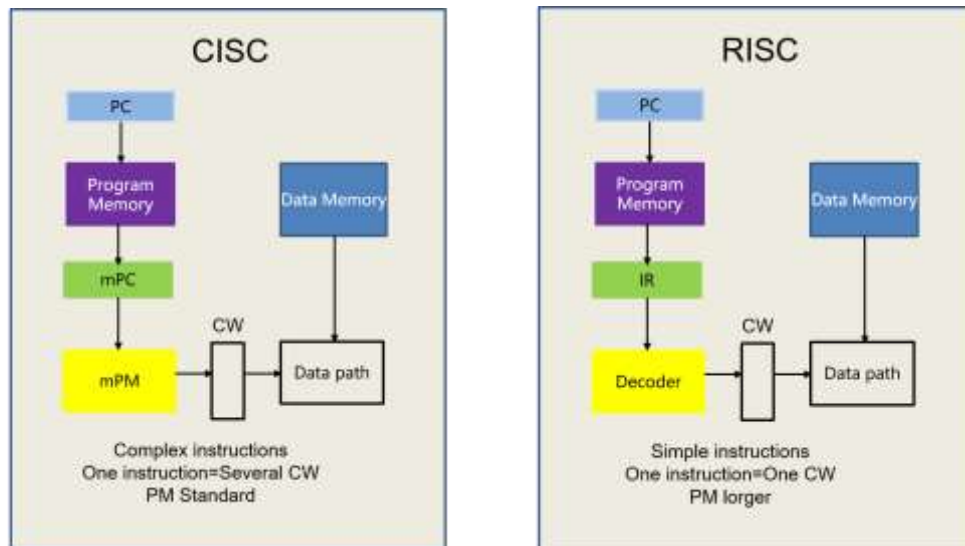 CISC
PC
Program
Memory
Data Memory
mPC
CW
mPM
Data path
Complex instructions
One instruction=Several CW
PM Standard
RISC
PC
Program
Memory
Data Memory
IR
CW
Decoder
Data path
Simple instructions
One instruction=One CW
PM lorger